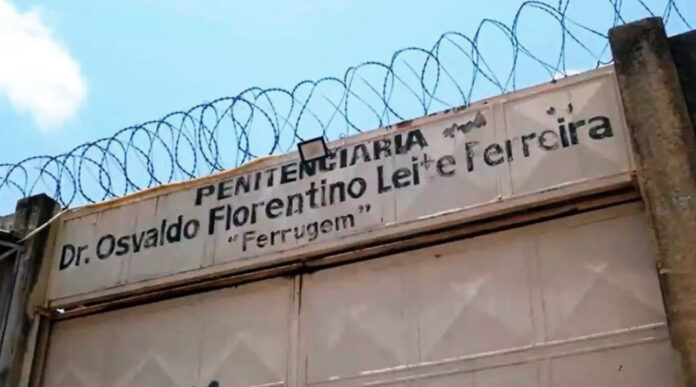 PENITENCIARIA
Dr. Osvaldo Florentino Leite Ferreira
"Ferrugem"